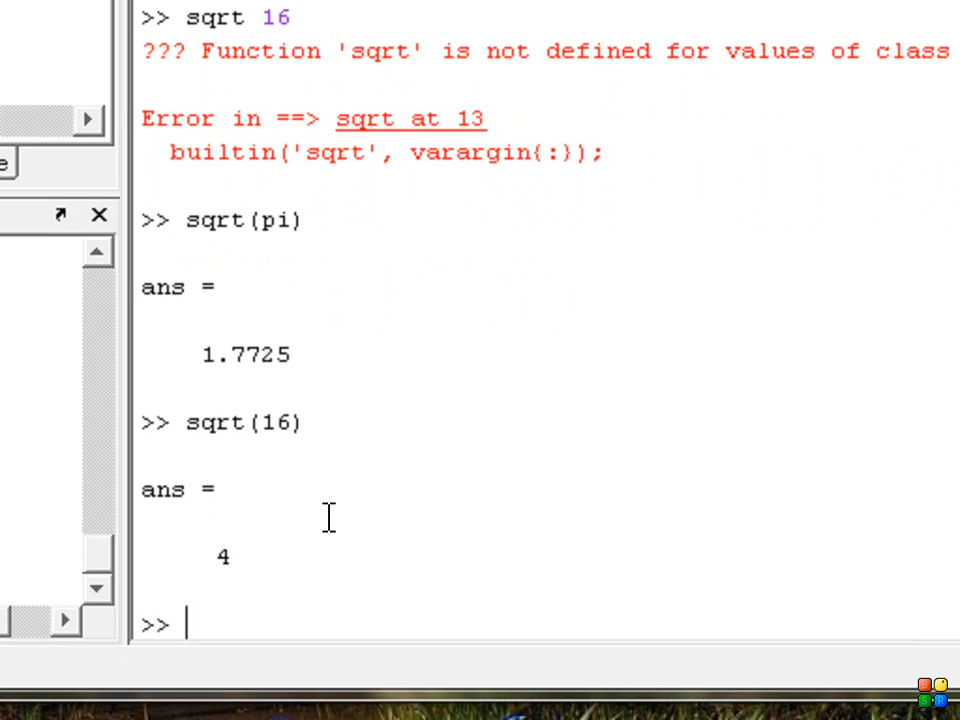 >> sqrt 16
??? Function 'sqrt' is not defined for values of class
Error in ==> sqrt at 13
builtin('sqrt', varargin{:});
>> sqrt(pi)
ans =
1.7725
>> sqrt(16)
ans =
4
>>
e